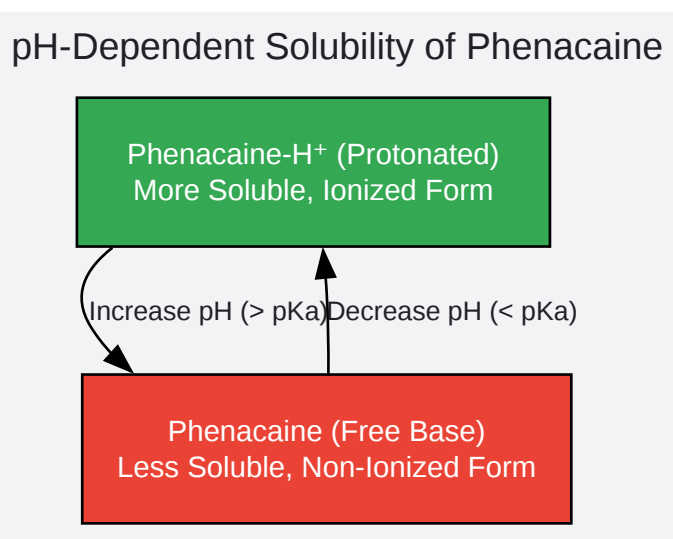 pH-Dependent Solubility of Phenacaine
Phenacaine-H⁺ (Protonated)
More Soluble, Ionized Form
Increase pH (> pKa)
Decrease pH (< pKa)
Phenacaine (Free Base)
Less Soluble, Non-Ionized Form